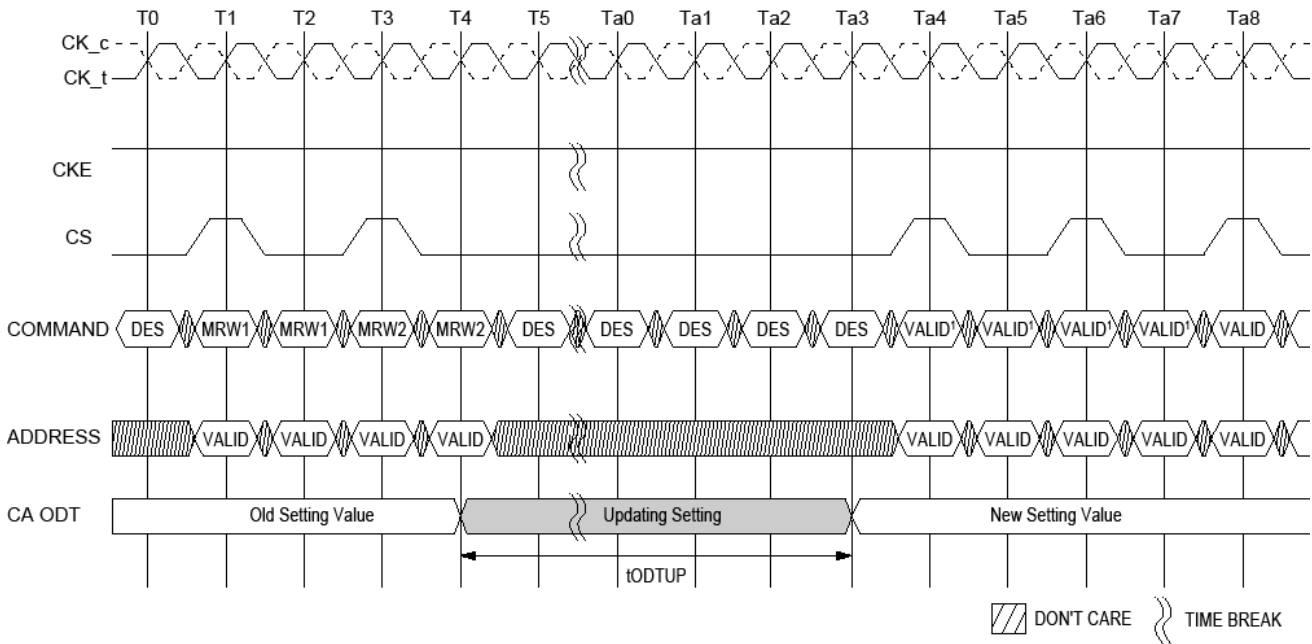 T0 T1 T2 T3 T4 T5 Ta0 Ta1 Ta2 Ta3 Ta4 Ta5 Ta6 Ta7 Ta8
CK_c
CK_t
CKE
CS
COMMAND DES MRW1 MRW1 MRW2 MRW2 DES DES DES DES DES VALID¹ VALID¹ VALID¹ VALID¹ VALID
ADDRESS VALID VALID VALID VALID VALID VALID VALID VALID VALID
CA ODT Old Setting Value Updating Setting New Setting Value
tODTUP
DON'T CARE TIME BREAK